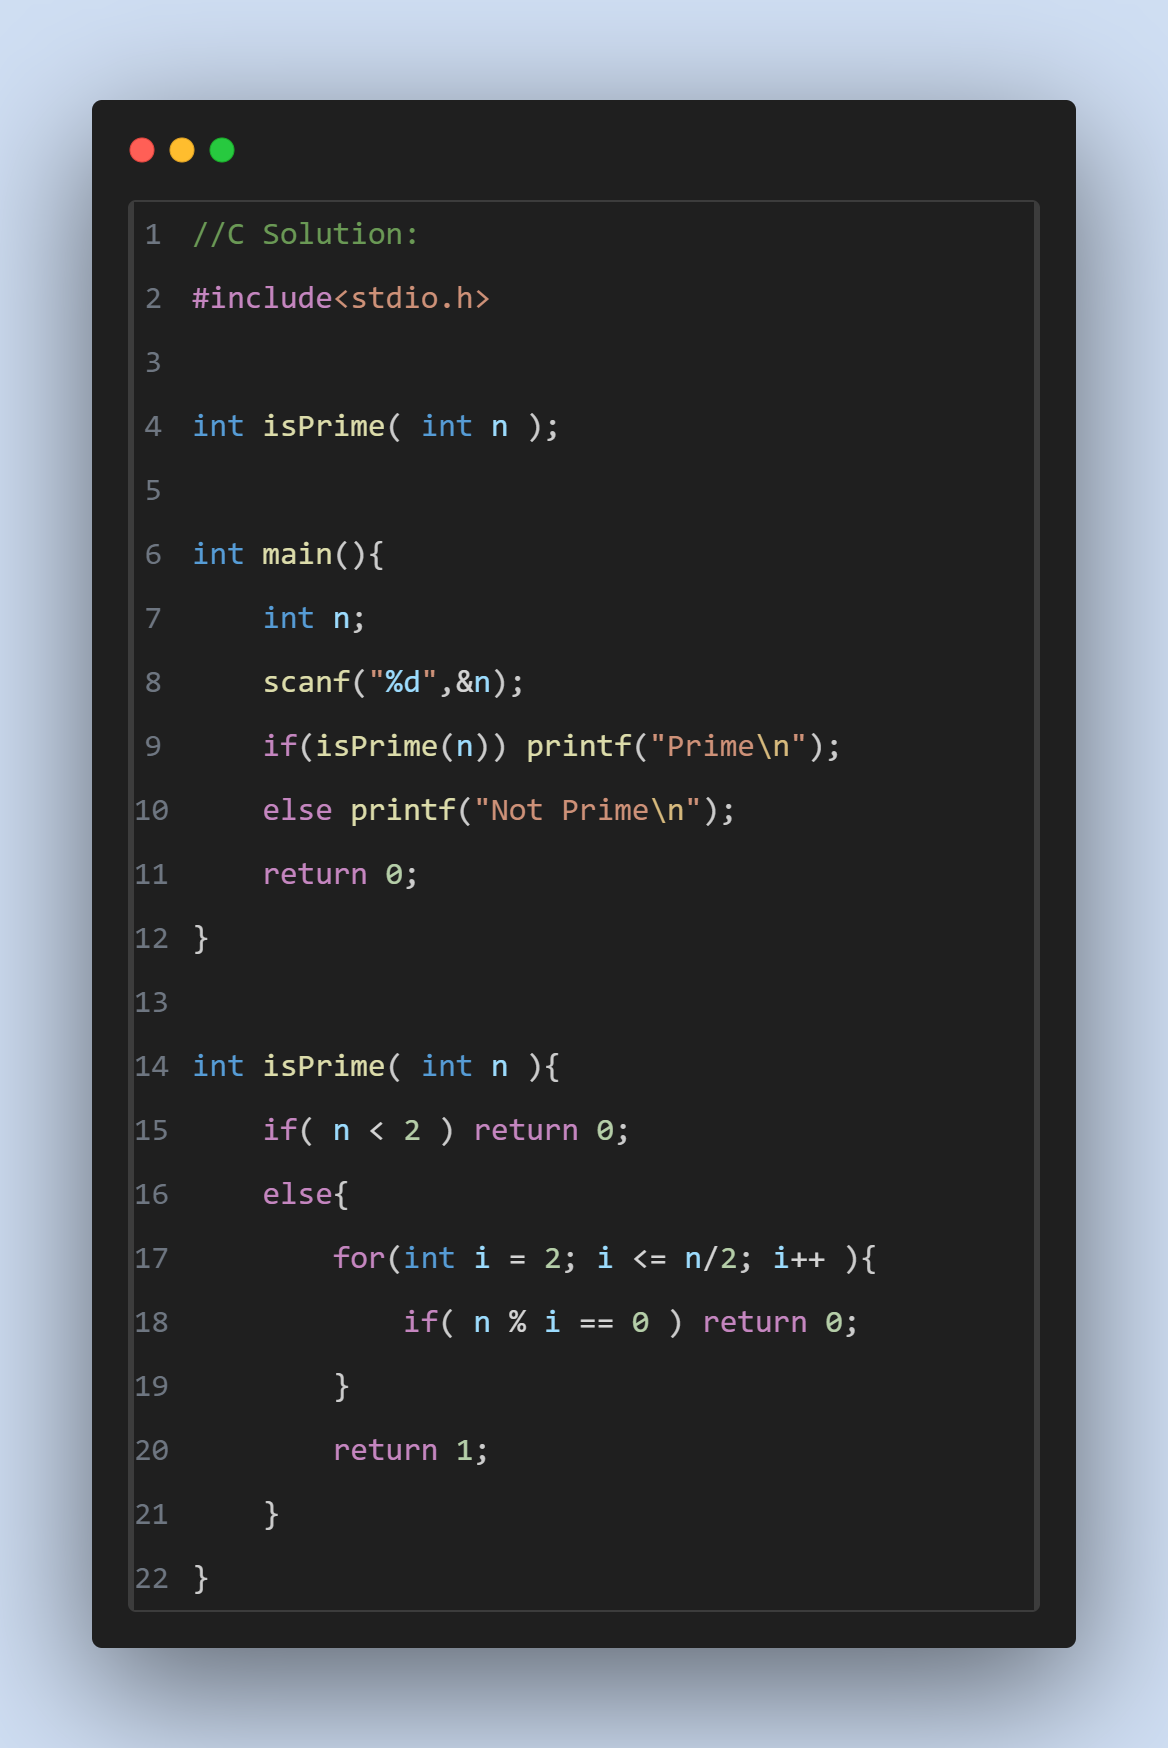 1 //C Solution:
2 #include<stdio.h>
3
4 int isPrime( int n );
5
6 int main(){
7     int n;
8     scanf("%d",&n);
9     if(isPrime(n)) printf("Prime\n");
10     else printf("Not Prime\n");
11     return 0;
12 }
13
14 int isPrime( int n ){
15     if( n < 2 ) return 0;
16     else{
17         for(int i = 2; i <= n/2; i++ ){
18             if( n % i == 0 ) return 0;
19         }
20         return 1;
21     }
22 }